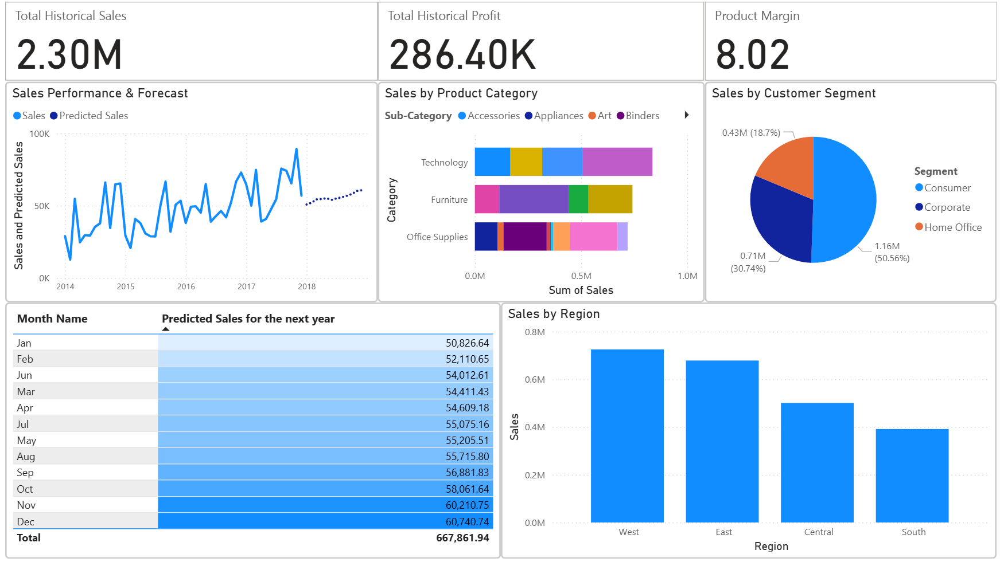 Total Historical Sales
2.30M
Total Historical Profit
286.40K
Product Margin
8.02
Sales Performance & Forecast
Sales Predicted Sales
Sales and Predicted Sales
100K
50K
0K
2014 2015 2016 2017 2018
Sales by Product Category
Sub-Category Accessories Appliances Art Binders
Category
Technology
Furniture
Office Supplies
0.0M 0.5M 1.0M
Sum of Sales
Sales by Customer Segment
0.43M (18.7%)
0.71M
(30.74%)
1.16M
(50.56%)
Segment
Consumer
Corporate
Home Office
Month Name Predicted Sales for the next year
Jan 50,826.64
Feb 52,110.65
Jun 54,012.61
Mar 54,411.43
Apr 54,609.18
Jul 55,075.16
May 55,205.51
Aug 55,715.80
Sep 56,881.83
Oct 58,061.64
Nov 60,210.75
Dec 60,740.74
Total 667,861.94
Sales by Region
Sales
0.8M
0.6M
0.4M
0.2M
0.0M
West East Central South
Region